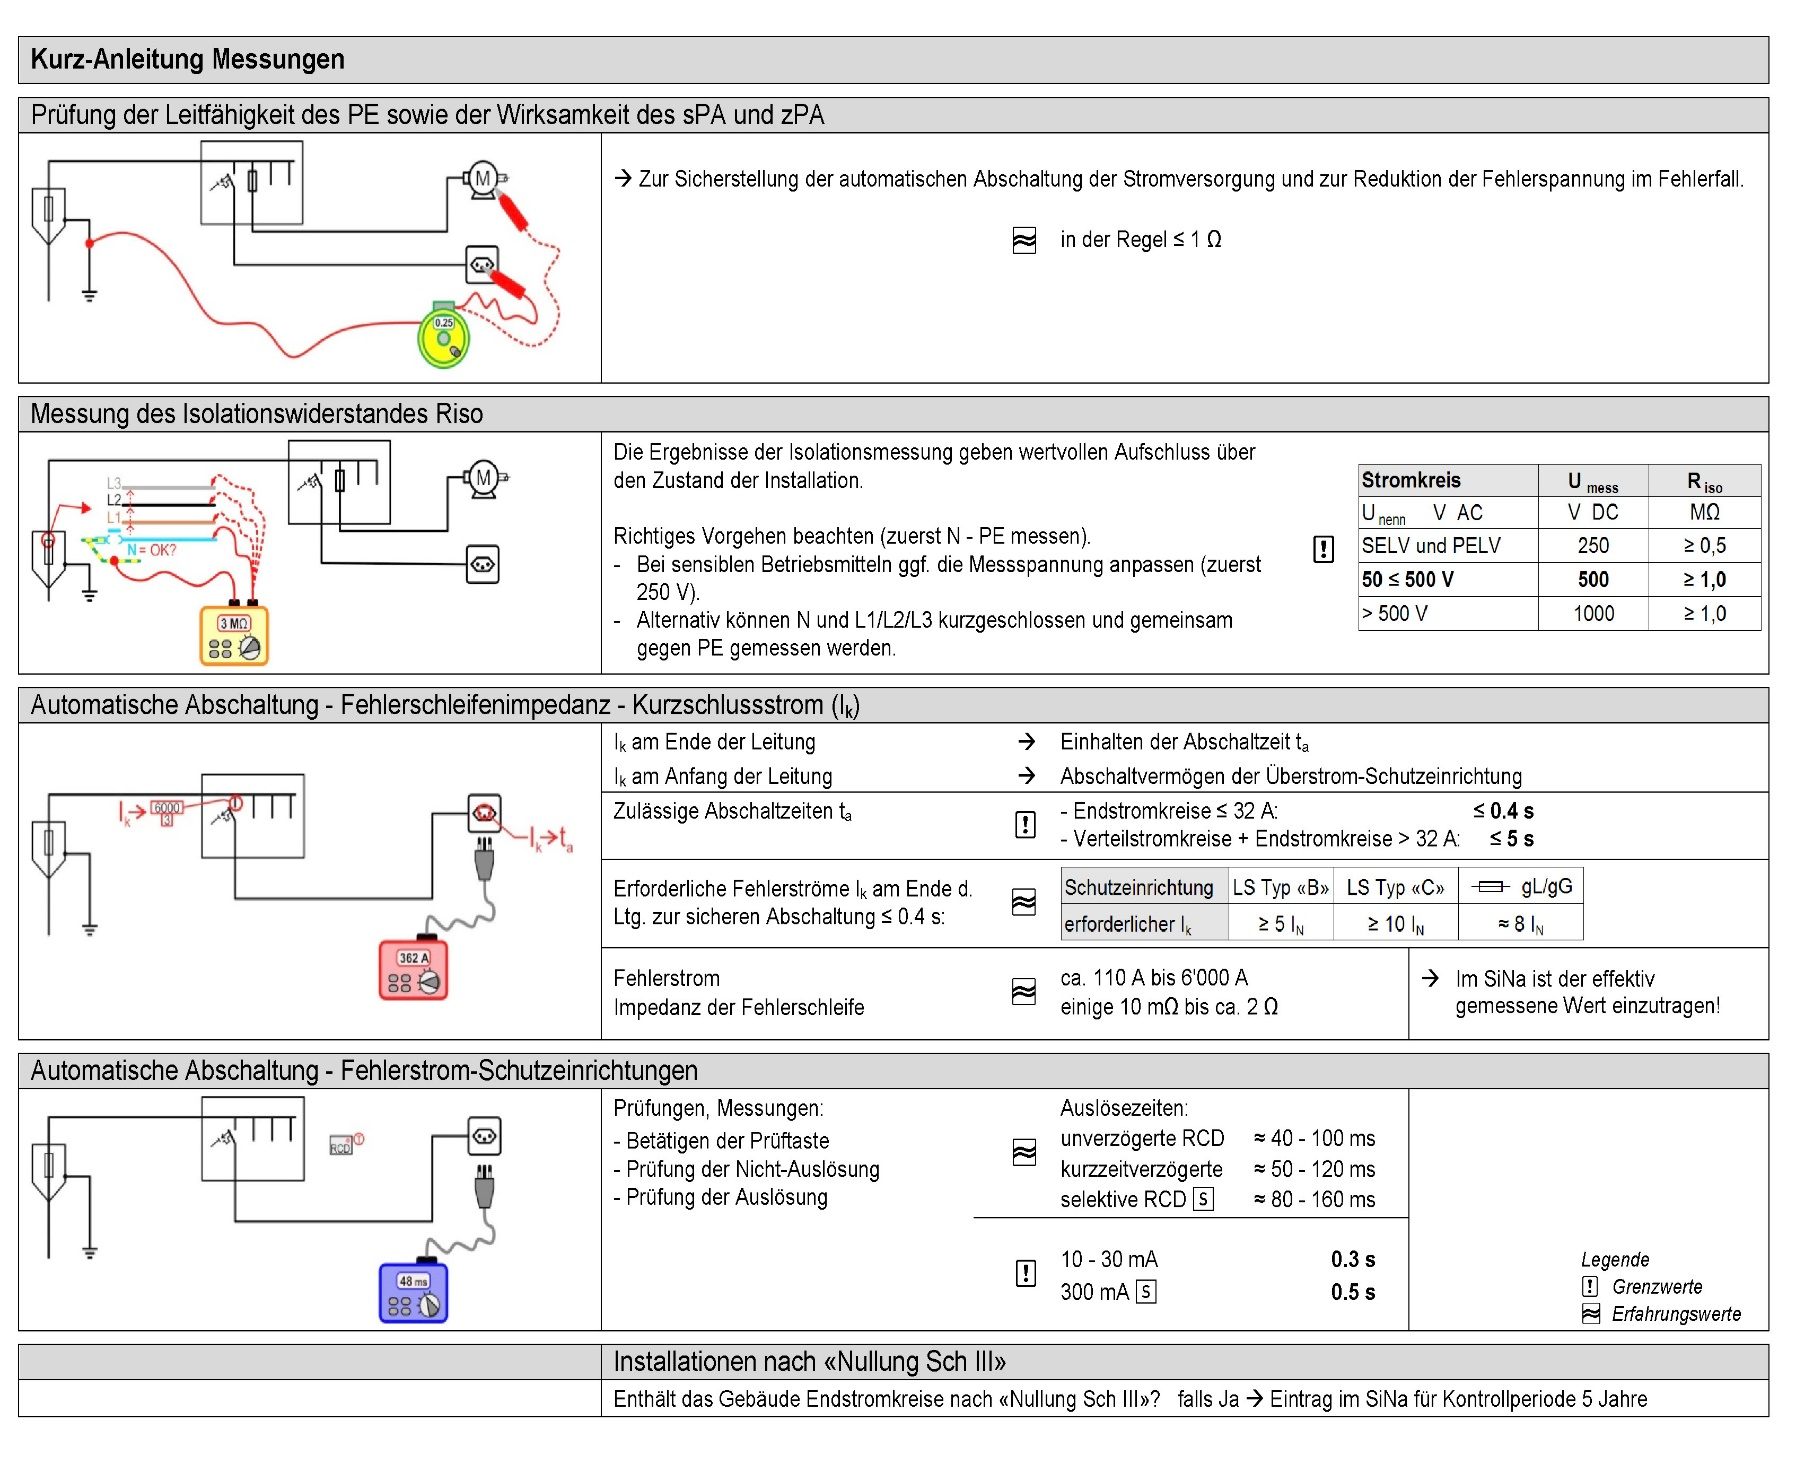 Kurz-Anleitung Messungen
Prüfung der Leitfähigkeit des PE sowie der Wirksamkeit des sPA und zPA
M
0.25
→ Zur Sicherstellung der automatischen Abschaltung der Stromversorgung und zur Reduktion der Fehlerspannung im Fehlerfall.
in der Regel ≤ 1 Ω
Messung des Isolationswiderstandes Riso
L3
L2
L1
N = OK?
M
3 MΩ
Die Ergebnisse der Isolationsmessung geben wertvollen Aufschluss über
den Zustand der Installation.
Richtiges Vorgehen beachten (zuerst N - PE messen).
- Bei sensiblen Betriebsmitteln ggf. die Messspannung anpassen (zuerst
250 V).
- Alternativ können N und L1/L2/L3 kurzgeschlossen und gemeinsam
gegen PE gemessen werden.
!
Stromkreis U mess R iso
U nenn V AC V DC MΩ
SELV und PELV 250 ≥ 0,5
50 ≤ 500 V 500 ≥ 1,0
> 500 V 1000 ≥ 1,0
Automatische Abschaltung - Fehlerschleifenimpedanz - Kurzschlussstrom (Ik)
Ik→ 6000
3
Ik→ta
362 A
Ik am Ende der Leitung → Einhalten der Abschaltzeit ta
Ik am Anfang der Leitung → Abschaltvermögen der Überstrom-Schutzeinrichtung
Zulässige Abschaltzeiten ta ! - Endstromkreise ≤ 32 A: ≤ 0.4 s
- Verteilstromkreise + Endstromkreise > 32 A: ≤ 5 s
Erforderliche Fehlerströme Ik am Ende d.
Ltg. zur sicheren Abschaltung ≤ 0.4 s:
Schutzeinrichtung LS Typ «B» LS Typ «C» gL/gG
erforderlicher Ik ≥ 5 IN ≥ 10 IN ≈ 8 IN
Fehlerstrom ca. 110 A bis 6'000 A
Impedanz der Fehlerschleife einige 10 mΩ bis ca. 2 Ω
→ Im SiNa ist der effektiv
gemessene Wert einzutragen!
Automatische Abschaltung - Fehlerstrom-Schutzeinrichtungen
RCD T
48 ms
Prüfungen, Messungen:
- Betätigen der Prüftaste
- Prüfung der Nicht-Auslösung
- Prüfung der Auslösung
Auslösezeiten:
unverzögerte RCD ≈ 40 - 100 ms
kurzzeitverzögerte ≈ 50 - 120 ms
selektive RCD S ≈ 80 - 160 ms
! 10 - 30 mA 0.3 s
300 mA S 0.5 s
Legende
! Grenzwerte
Erfahrungswerte
Installationen nach «Nullung Sch III»
Enthält das Gebäude Endstromkreise nach «Nullung Sch III»? falls Ja → Eintrag im SiNa für Kontrollperiode 5 Jahre